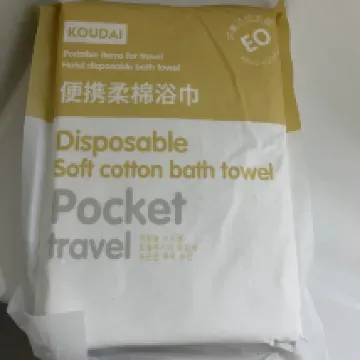 KOUDAI
Portable items for travel
Hotel disposable bath towel
EO
便携柔棉浴巾
Disposable
Soft cotton bath towel
Pocket
travel